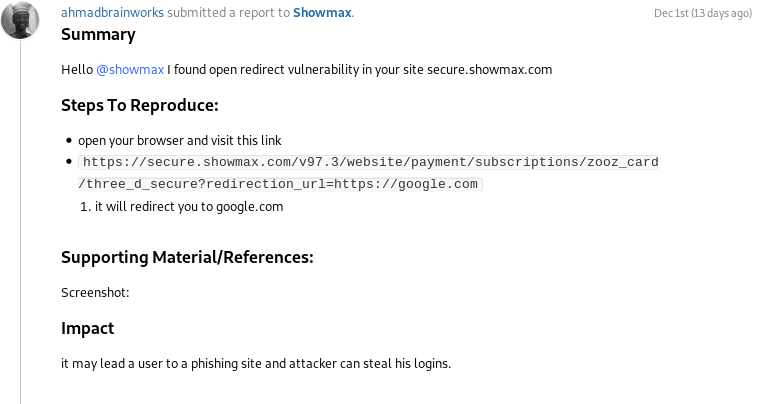 ahmadbrainworks submitted a report to Showmax.
Dec 1st (13 days ago)
Summary
Hello @showmax I found open redirect vulnerability in your site secure.showmax.com
Steps To Reproduce:
• open your browser and visit this link
• https://secure.showmax.com/v97.3/website/payment/subscriptions/zooz_card
/three_d_secure?redirection_url=https://google.com
1. it will redirect you to google.com
Supporting Material/References:
Screenshot:
Impact
it may lead a user to a phishing site and attacker can steal his logins.